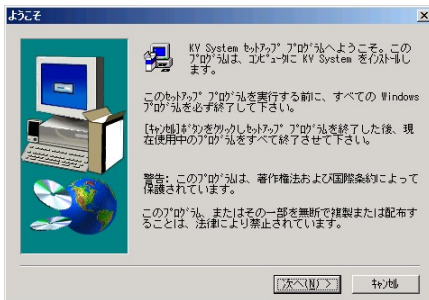 ようこそ
KV System ｾｯﾄｱｯﾌﾟ ﾌﾟﾛｸﾞﾗﾑへようこそ。この
ﾌﾟﾛｸﾞﾗﾑは、ｺﾝﾋﾟｭｰﾀに KV System をｲﾝｽﾄｰﾙし
ます。
このｾｯﾄｱｯﾌﾟ ﾌﾟﾛｸﾞﾗﾑを実行する前に、すべての Windows
ﾌﾟﾛｸﾞﾗﾑを必ず終了して下さい。
[ｷｬﾝｾﾙ]ﾎﾞﾀﾝをｸﾘｯｸしｾｯﾄｱｯﾌﾟ ﾌﾟﾛｸﾞﾗﾑを終了した後、現
在使用中のﾌﾟﾛｸﾞﾗﾑをすべて終了させて下さい。
警告: このﾌﾟﾛｸﾞﾗﾑは、著作権法および国際条約によって
保護されています。
このﾌﾟﾛｸﾞﾗﾑ、またはその一部を無断で複製または配布す
ることは、法律により禁止されています。
次へ(N) >
ｷｬﾝｾﾙ